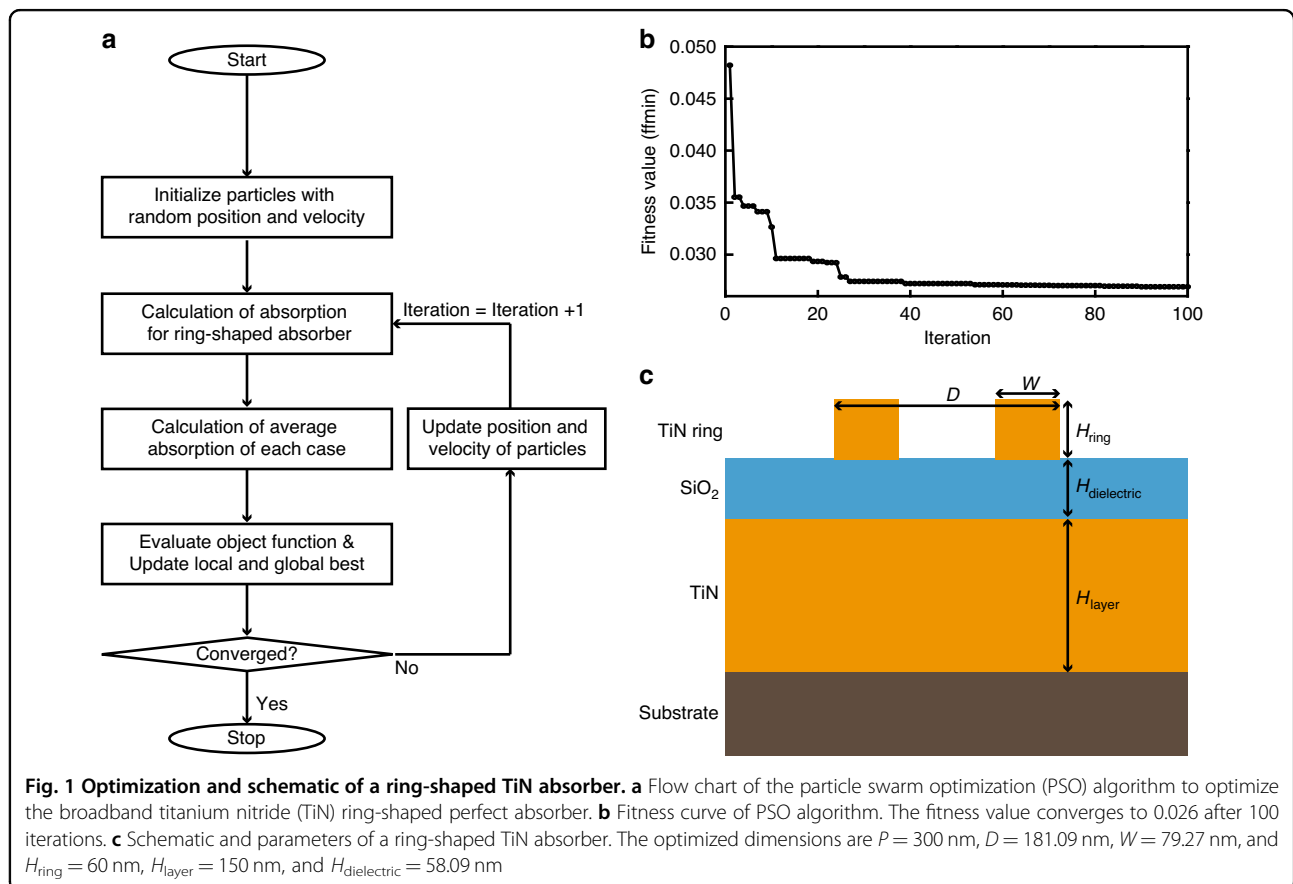 a
Start
Initialize particles with
random position and velocity
Calculation of absorption
for ring-shaped absorber
Iteration = Iteration +1
Calculation of average
absorption of each case
Update position and
velocity of particles
Evaluate object function &
Update local and global best
Converged?
No
Yes
Stop
b
Fitness value (ffmin)
0.050
0.045
0.040
0.035
0.030
0 20 40 60 80 100
Iteration
c
D
W
TiN ring
H_ring
SiO₂
H_dielectric
TiN
H_layer
Substrate
Fig. 1 Optimization and schematic of a ring-shaped TiN absorber. a Flow chart of the particle swarm optimization (PSO) algorithm to optimize
the broadband titanium nitride (TiN) ring-shaped perfect absorber. b Fitness curve of PSO algorithm. The fitness value converges to 0.026 after 100
iterations. c Schematic and parameters of a ring-shaped TiN absorber. The optimized dimensions are P = 300 nm, D = 181.09 nm, W = 79.27 nm, and
H_ring = 60 nm, H_layer = 150 nm, and H_dielectric = 58.09 nm